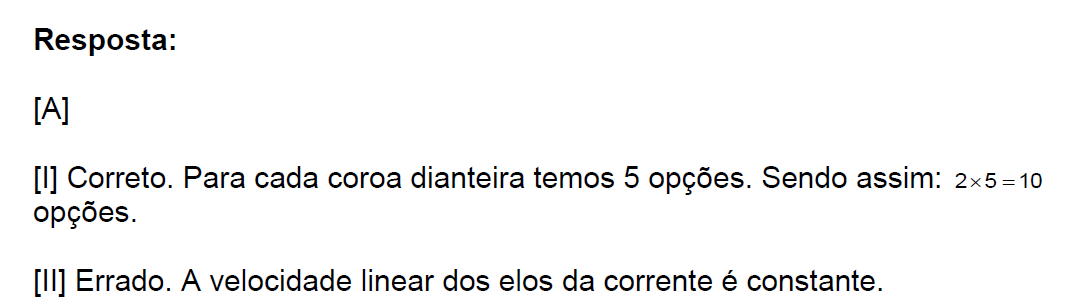 Resposta:
[A]
[I] Correto. Para cada coroa dianteira temos 5 opções. Sendo assim: 2×5=10
opções.
[II] Errado. A velocidade linear dos elos da corrente é constante.